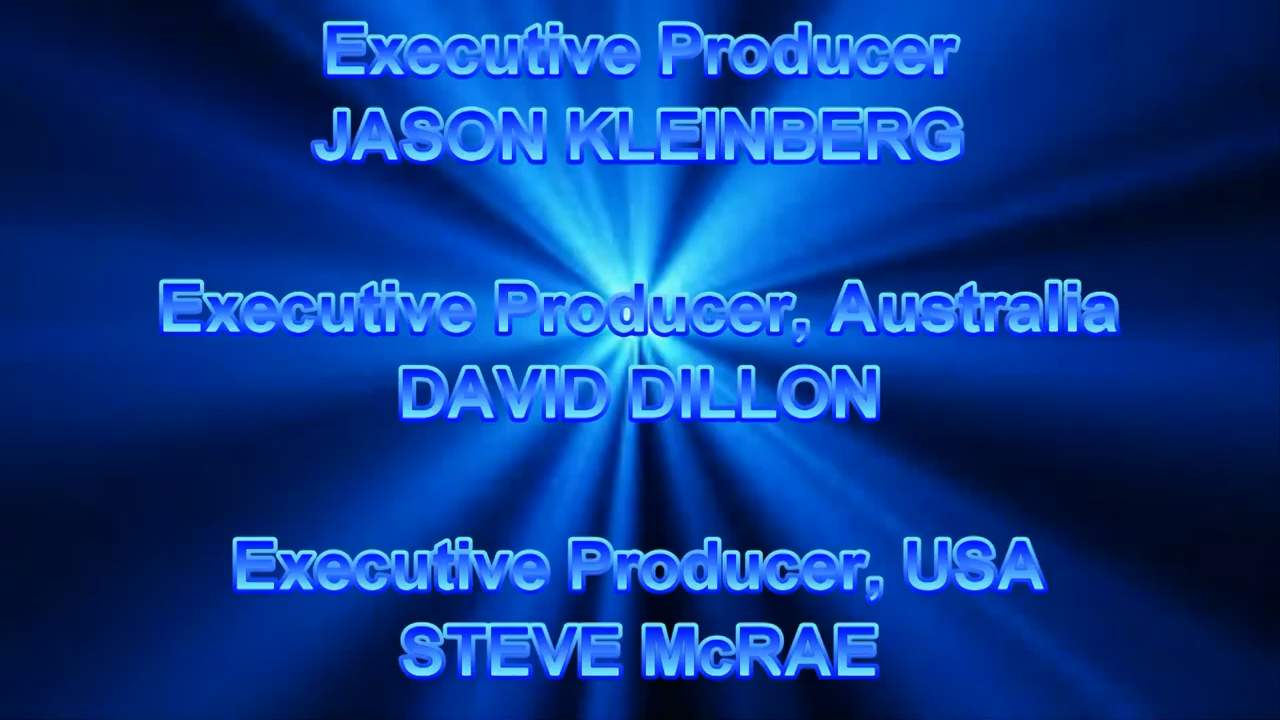 Executive Producer
JASON KLEINBERG
Executive Producer, Australia
DAVID DILLON
Executive Producer, USA
STEVE McRAE